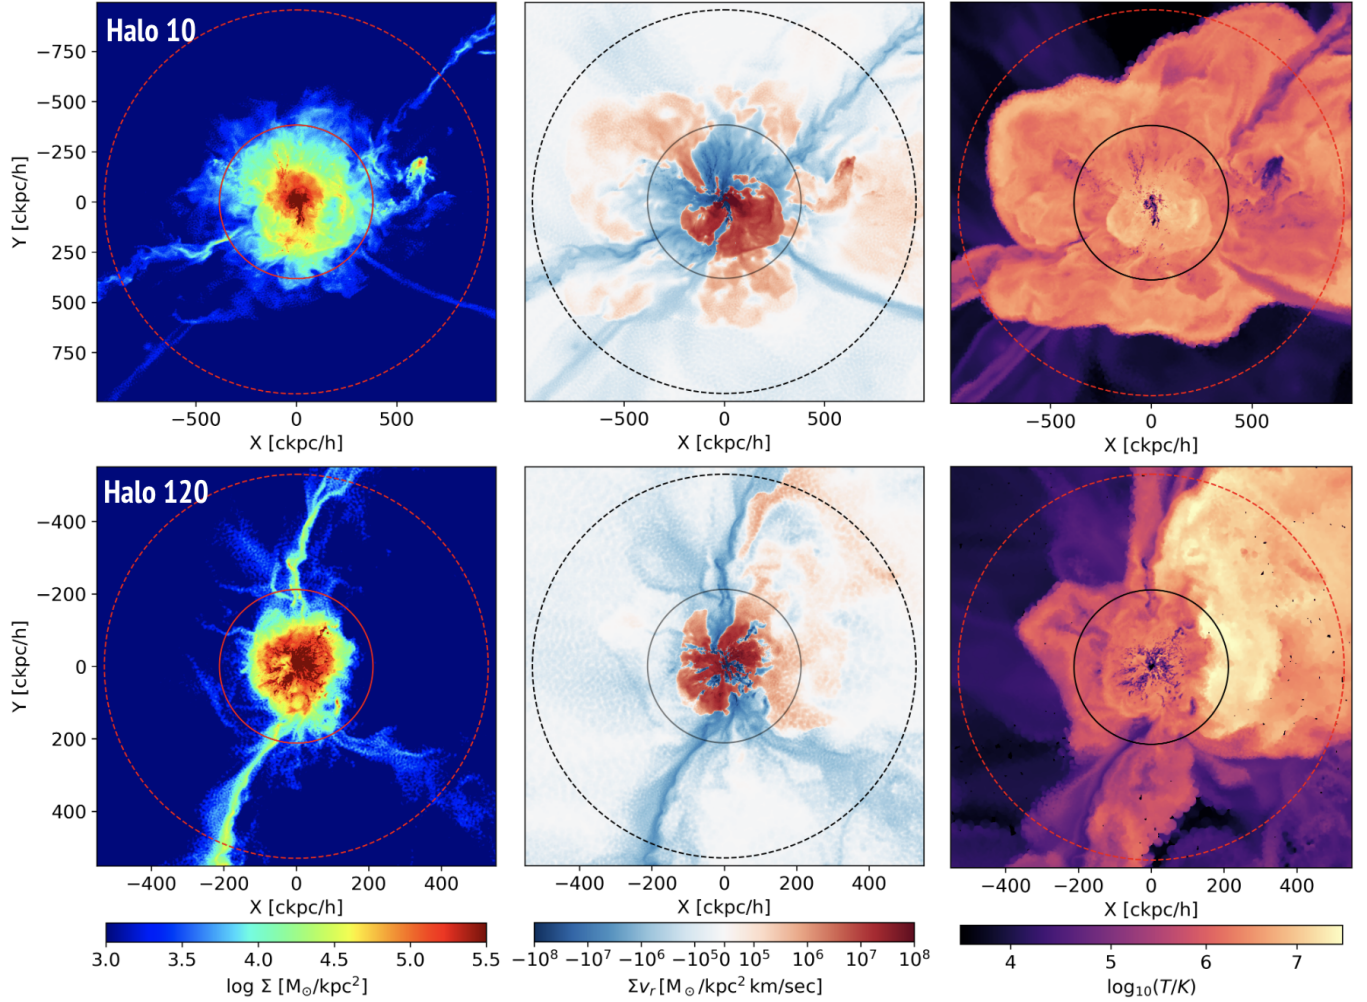 Halo 10
−750
−500
−250
0
250
500
750
Y [ckpc/h]
−500 0 500
−500 0 500
−500 0 500
X [ckpc/h]
X [ckpc/h]
X [ckpc/h]
Halo 120
−400
−200
0
200
400
Y [ckpc/h]
−400 −200 0 200 400
−400 −200 0 200 400
−400 −200 0 200 400
X [ckpc/h]
X [ckpc/h]
X [ckpc/h]
3.0 3.5 4.0 4.5 5.0 5.5
log Σ [M⊙/kpc²]
−10⁸ −10⁷ −10⁶ −10⁵ 0 10⁵ 10⁶ 10⁷ 10⁸
Σvᵣ [M⊙/kpc² km/sec]
4 5 6 7
log₁₀(T/K)